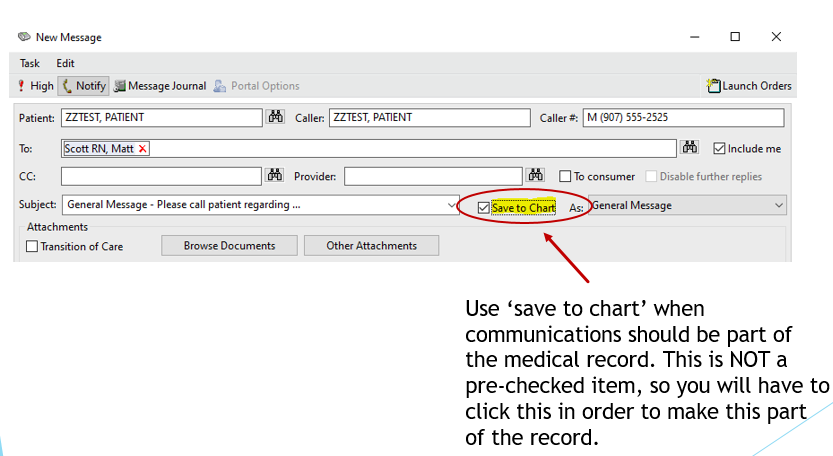 New Message
Task Edit
High Notify Message Journal Portal Options Launch Orders
Patient: ZZTEST, PATIENT Caller: ZZTEST, PATIENT Caller #: M (907) 555-2525
To: Scott RN, Matt Include me
CC: Provider: To consumer Disable further replies
Subject: General Message - Please call patient regarding ... Save to Chart As: General Message
Attachments
Transition of Care Browse Documents Other Attachments
Use ‘save to chart’ when
communications should be part of
the medical record. This is NOT a
pre-checked item, so you will have to
click this in order to make this part
of the record.